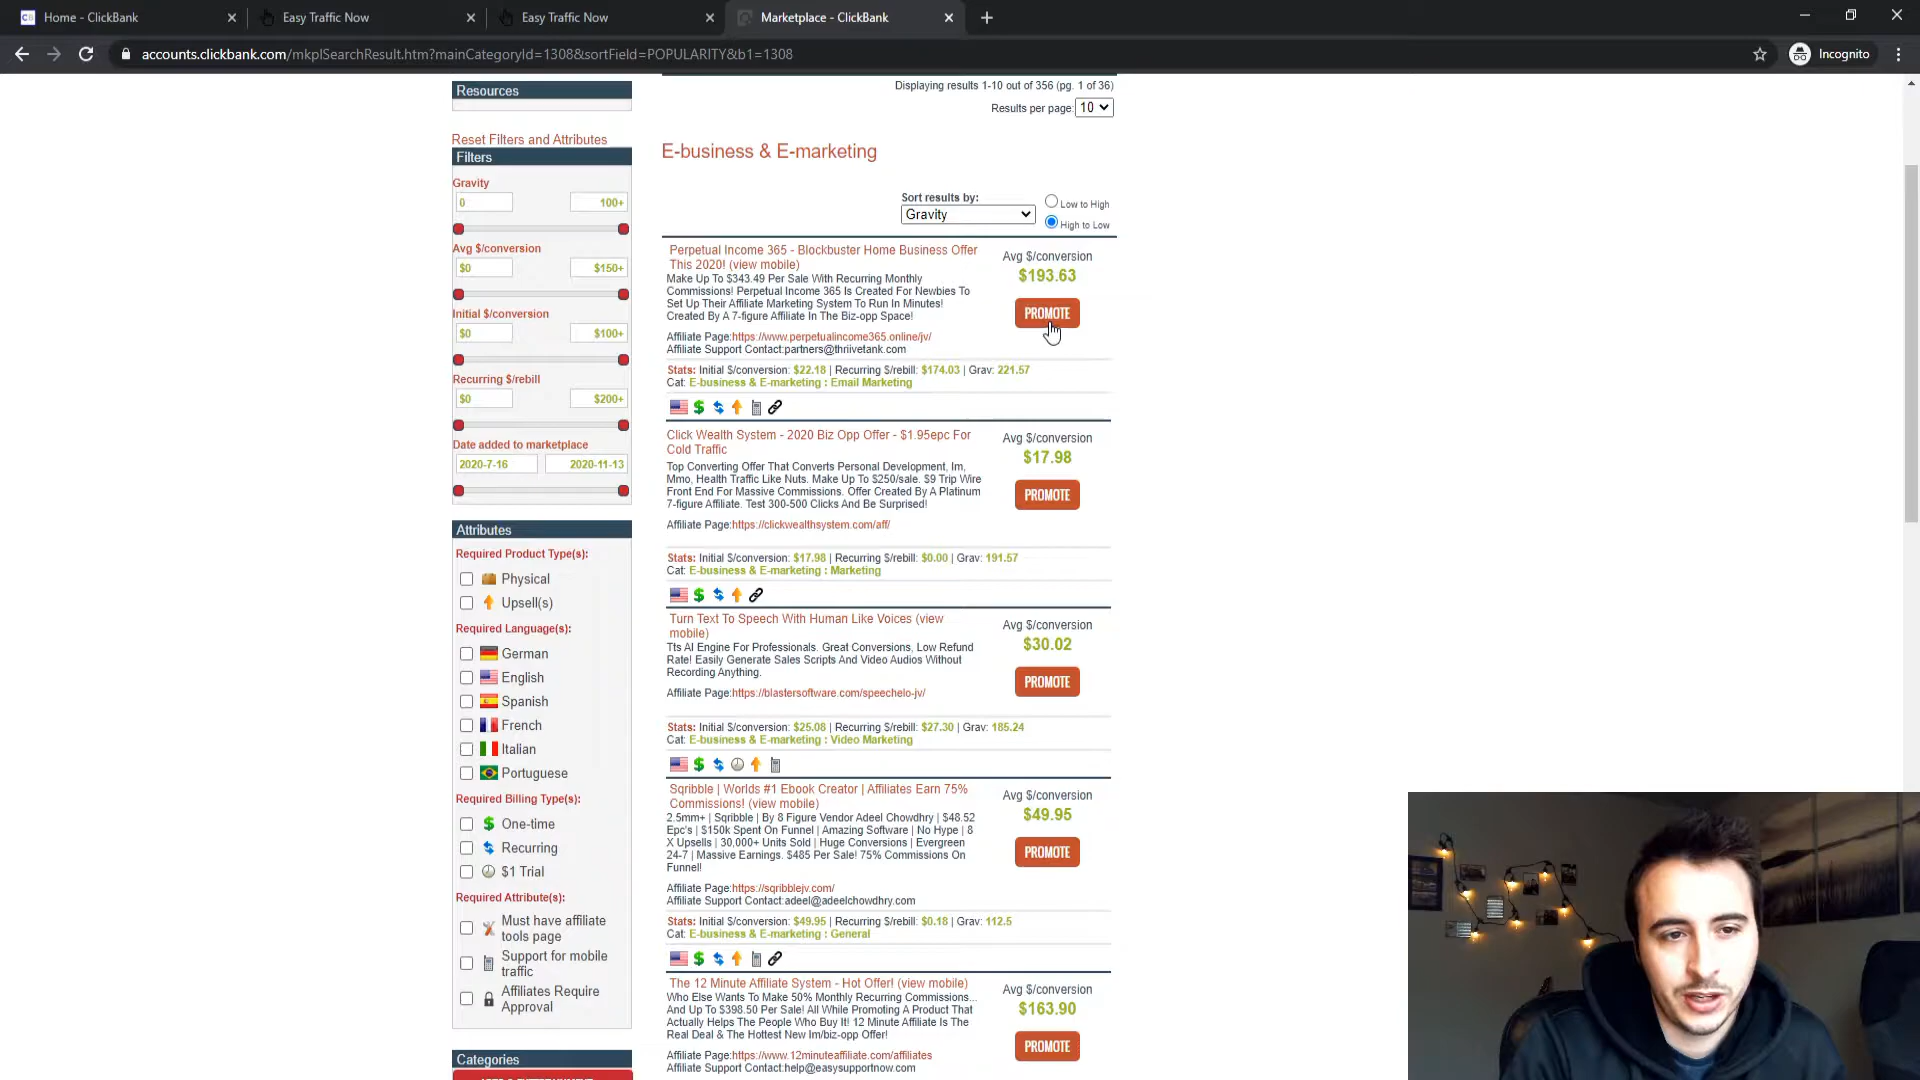 Home - ClickBank
Easy Traffic Now
Easy Traffic Now
Marketplace - ClickBank
accounts.clickbank.com/mkplSearchResult.htm?mainCategoryId=1308&sortField=POPULARITY&b1=1308
Incognito
Resources
Reset Filters and Attributes
Filters
Gravity
0 100+
Avg $/conversion
$0 $150+
Initial $/conversion
$0 $100+
Recurring $/rebill
$0 $200+
Date added to marketplace
2020-7-16 2020-11-13
Attributes
Required Product Type(s):
Physical
Upsell(s)
Required Language(s):
German
English
Spanish
French
Italian
Portuguese
Required Billing Type(s):
One-time
Recurring
$1 Trial
Required Attribute(s):
Must have affiliate
tools page
Support for mobile
traffic
Affiliates Require
Approval
Categories
Displaying results 1-10 out of 356 (pg. 1 of 36)
Results per page: 10
E-business & E-marketing
Sort results by:
Gravity
Low to High
High to Low
Perpetual Income 365 - Blockbuster Home Business Offer
This 2020! (view mobile)
Make Up To $343.49 Per Sale With Recurring Monthly
Commissions! Perpetual Income 365 Is Created For Newbies To
Set Up Their Affiliate Marketing System To Run In Minutes!
Created By A 7-figure Affiliate In The Biz-opp Space!
Affiliate Page:https://www.perpetualincome365.online/jv/
Affiliate Support Contact:partners@thriivetank.com
Avg $/conversion
$193.63
PROMOTE
Stats: Initial $/conversion: $22.18 | Recurring $/rebill: $174.03 | Grav: 221.57
Cat: E-business & E-marketing : Email Marketing
Click Wealth System - 2020 Biz Opp Offer - $1.95epc For
Cold Traffic
Top Converting Offer That Converts Personal Development, Im,
Mmo, Health Traffic Like Nuts. Make Up To $250/sale. $9 Trip Wire
Front End For Massive Commissions. Offer Created By A Platinum
7-figure Affiliate. Test 300-500 Clicks And Be Surprised!
Affiliate Page:https://clickwealthsystem.com/aff/
Avg $/conversion
$17.98
PROMOTE
Stats: Initial $/conversion: $17.98 | Recurring $/rebill: $0.00 | Grav: 191.57
Cat: E-business & E-marketing : Marketing
Turn Text To Speech With Human Like Voices (view
mobile)
Tts AI Engine For Professionals. Great Conversions, Low Refund
Rate! Easily Generate Sales Scripts And Video Audios Without
Recording Anything.
Affiliate Page:https://blastersoftware.com/speechelo-jv/
Avg $/conversion
$30.02
PROMOTE
Stats: Initial $/conversion: $25.08 | Recurring $/rebill: $27.30 | Grav: 185.24
Cat: E-business & E-marketing : Video Marketing
Sqribble | Worlds #1 Ebook Creator | Affiliates Earn 75%
Commissions! (view mobile)
2.5mm+ | Sqribble | By 8 Figure Vendor Adeel Chowdhry | $48.52
Epc's | $150k Spent On Funnel | Amazing Software | No Hype | 8
X Upsells | 30,000+ Units Sold | Huge Conversions | Evergreen
24-7 | Massive Earnings. $485 Per Sale! 75% Commissions On
Funnel!
Affiliate Page:https://sqribblejv.com/
Affiliate Support Contact:adeel@adeelchowdhry.com
Avg $/conversion
$49.95
PROMOTE
Stats: Initial $/conversion: $49.95 | Recurring $/rebill: $0.18 | Grav: 112.5
Cat: E-business & E-marketing : General
The 12 Minute Affiliate System - Hot Offer! (view mobile)
Who Else Wants To Make 50% Monthly Recurring Commissions...
And Up To $398.50 Per Sale! All While Promoting A Product That
Actually Helps The People Who Buy It! 12 Minute Affiliate Is The
Real Deal & The Hottest New Im/biz-opp Offer!
Affiliate Page:https://www.12minuteaffiliate.com/affiliates
Affiliate Support Contact:help@easysupportnow.com
Avg $/conversion
$163.90
PROMOTE